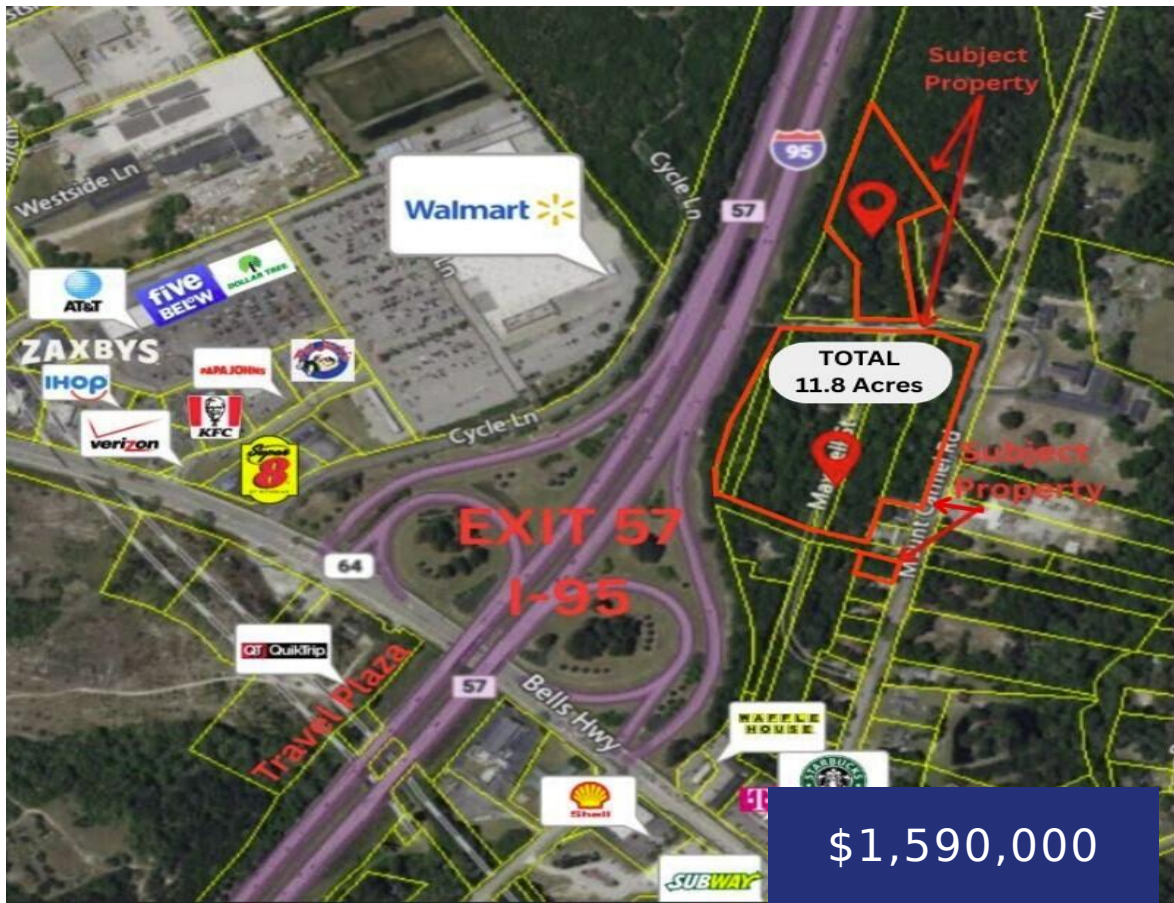 Subject
Property
95
57
Cycle Ln
Westside Ln
Walmart
Ln
AT&T
five
BELOW
DOLLAR TREE
ZAXBYS
IHOP
PAPA JOHNS
verizon
KFC
Super
8
Cycle Ln
TOTAL
11.8 Acres
Subject
Property
EXIT 57
I-95
64
QT QuikTrip
Travel Plaza
57
Bells Hwy
WAFFLE
HOUSE
STARBUCKS
Shell
SUBWAY
$1,590,000